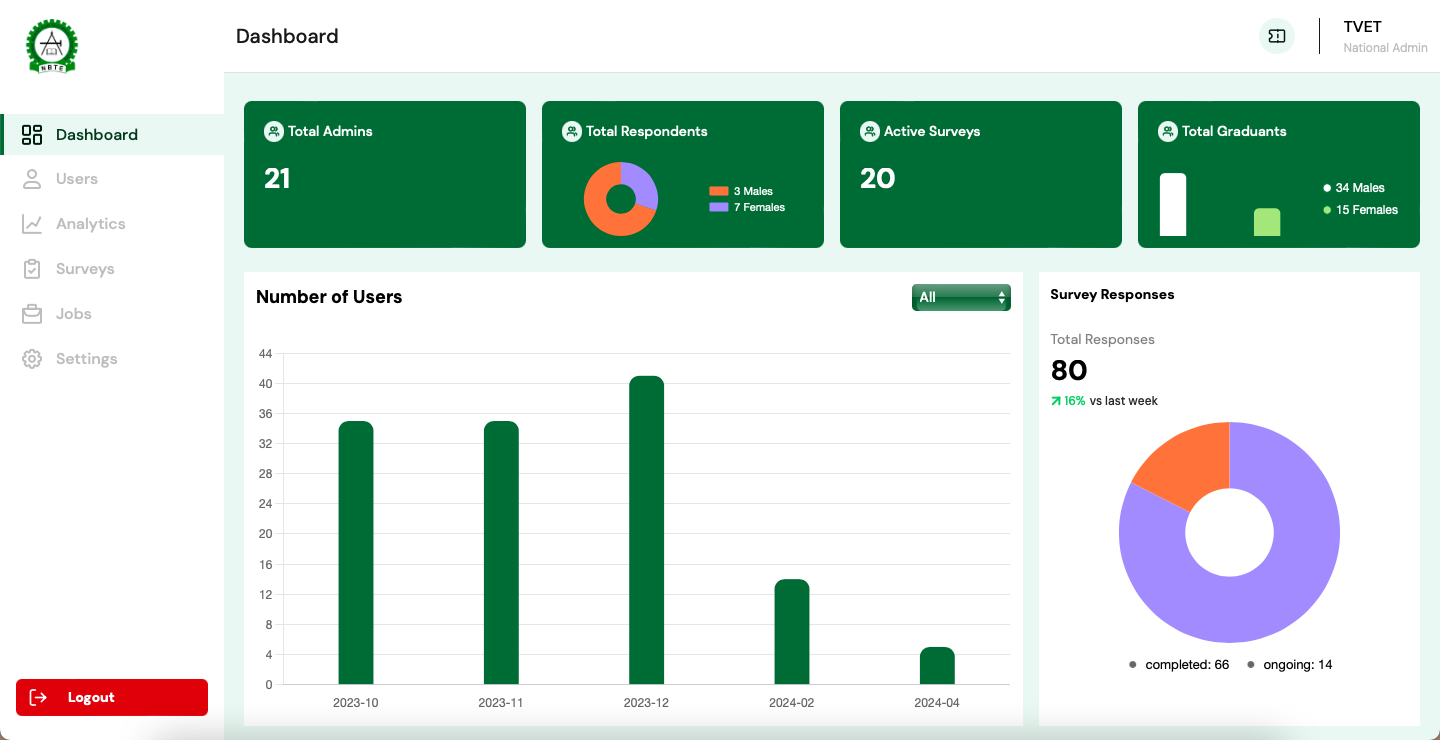 NBTE
Dashboard
TVET
National Admin
Dashboard
Users
Analytics
Surveys
Jobs
Settings
Logout
Total Admins
21
Total Respondents
3 Males
7 Females
Active Surveys
20
Total Graduants
34 Males
15 Females
Number of Users
All
44
40
36
32
28
24
20
16
12
8
4
0
2023-10
2023-11
2023-12
2024-02
2024-04
Survey Responses
Total Responses
80
16% vs last week
completed: 66
ongoing: 14